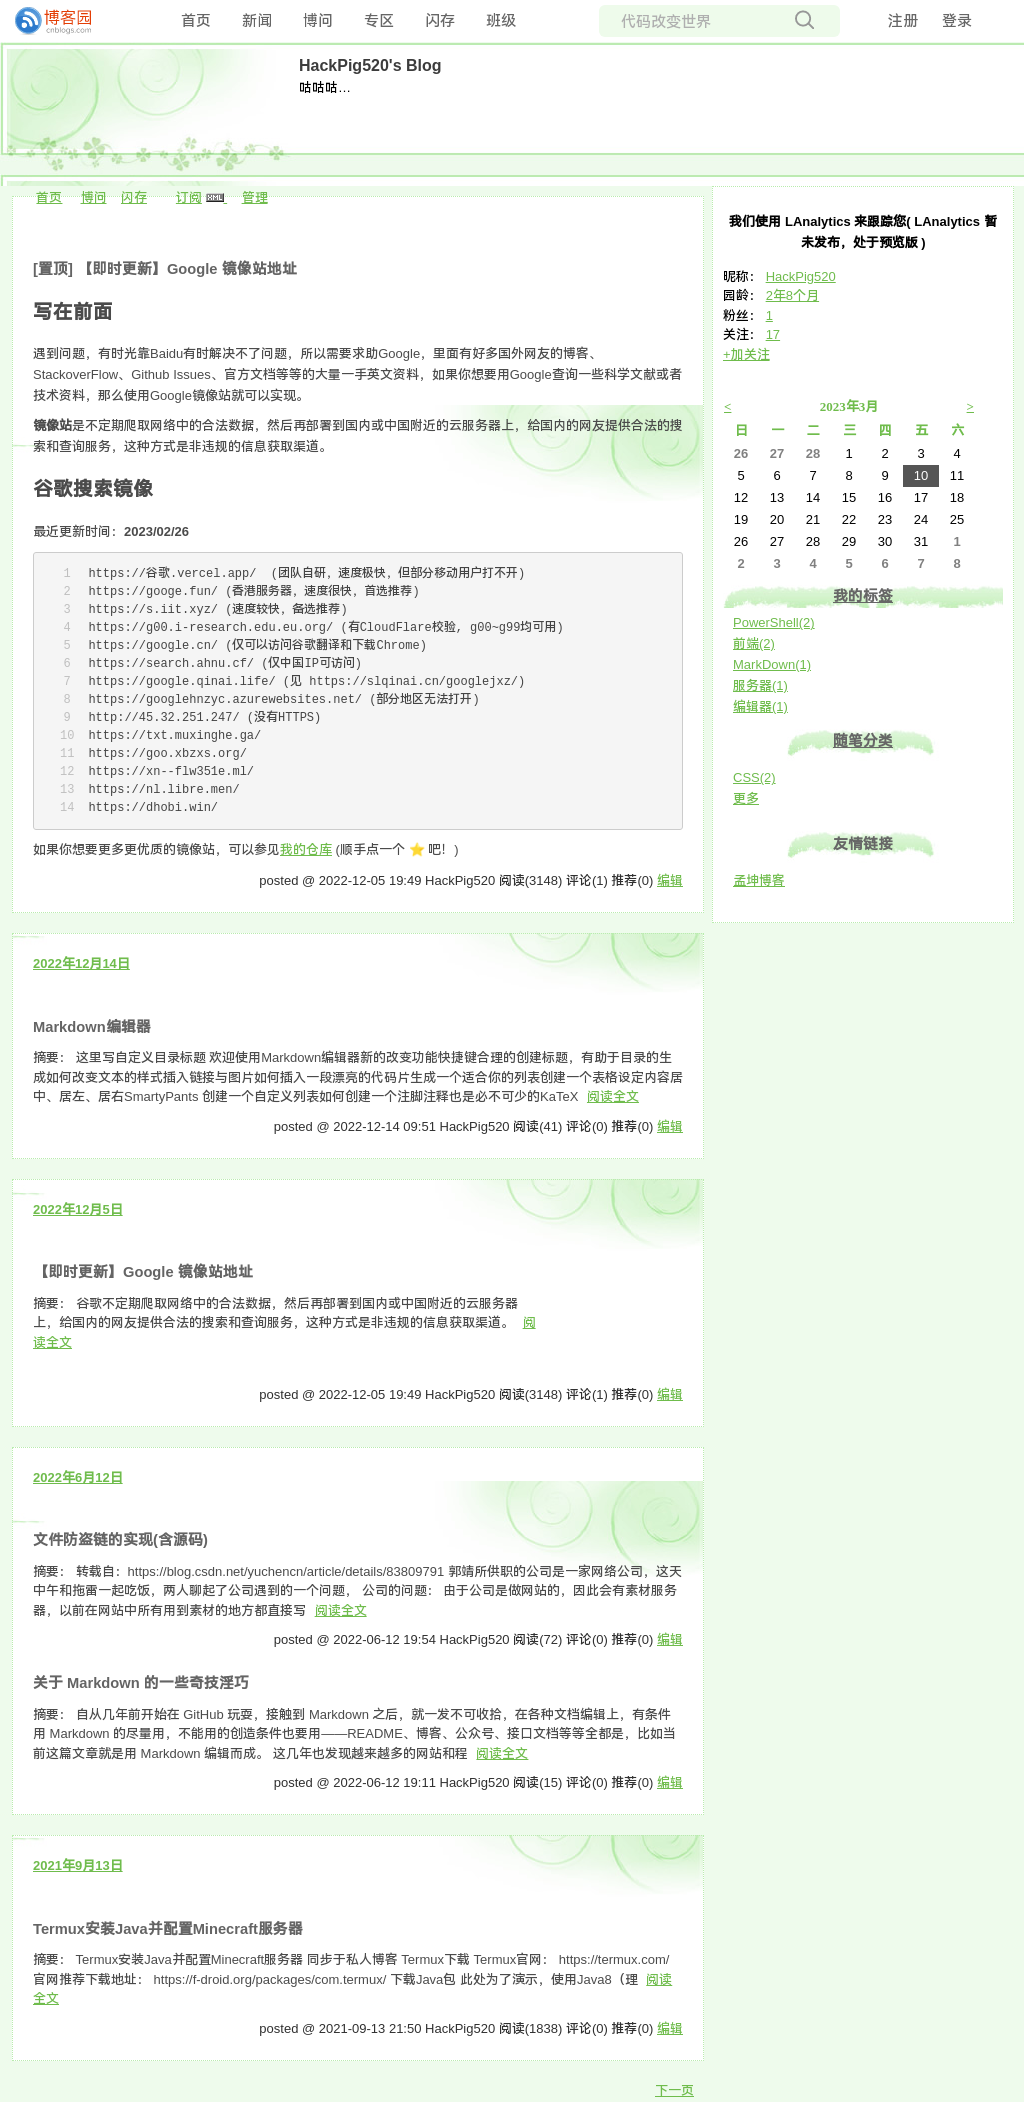 博客园 cnblogs.com 首页 新闻 博问 专区 闪存 班级 代码改变世界 注册 登录
HackPig520's Blog
咕咕咕…
首页 博问 闪存 订阅 XML 管理
[置顶] 【即时更新】Google 镜像站地址
写在前面
遇到问题，有时光靠Baidu有时解决不了问题，所以需要求助Google，里面有好多国外网友的博客、
StackoverFlow、Github Issues、官方文档等等的大量一手英文资料，如果你想要用Google查询一些科学文献或者
技术资料，那么使用Google镜像站就可以实现。
镜像站是不定期爬取网络中的合法数据，然后再部署到国内或中国附近的云服务器上，给国内的网友提供合法的搜
索和查询服务，这种方式是非违规的信息获取渠道。
谷歌搜索镜像
最近更新时间：2023/02/26
1 https://谷歌.vercel.app/ (团队自研，速度极快，但部分移动用户打不开)
2 https://googe.fun/ (香港服务器，速度很快，首选推荐)
3 https://s.iit.xyz/ (速度较快，备选推荐)
4 https://g00.i-research.edu.eu.org/ (有CloudFlare校验, g00~g99均可用)
5 https://google.cn/ (仅可以访问谷歌翻译和下载Chrome)
6 https://search.ahnu.cf/ (仅中国IP可访问)
7 https://google.qinai.life/ (见 https://slqinai.cn/googlejxz/)
8 https://googlehnzyc.azurewebsites.net/ (部分地区无法打开)
9 http://45.32.251.247/ (没有HTTPS)
10 https://txt.muxinghe.ga/
11 https://goo.xbzxs.org/
12 https://xn--flw351e.ml/
13 https://nl.libre.men/
14 https://dhobi.win/
如果你想要更多更优质的镜像站，可以参见我的仓库 (顺手点一个 ⭐ 吧！)
posted @ 2022-12-05 19:49 HackPig520 阅读(3148) 评论(1) 推荐(0) 编辑
2022年12月14日
Markdown编辑器
摘要： 这里写自定义目录标题 欢迎使用Markdown编辑器新的改变功能快捷键合理的创建标题，有助于目录的生
成如何改变文本的样式插入链接与图片如何插入一段漂亮的代码片生成一个适合你的列表创建一个表格设定内容居
中、居左、居右SmartyPants 创建一个自定义列表如何创建一个注脚注释也是必不可少的KaTeX 阅读全文
posted @ 2022-12-14 09:51 HackPig520 阅读(41) 评论(0) 推荐(0) 编辑
2022年12月5日
【即时更新】Google 镜像站地址
摘要： 谷歌不定期爬取网络中的合法数据，然后再部署到国内或中国附近的云服务器
上，给国内的网友提供合法的搜索和查询服务，这种方式是非违规的信息获取渠道。 阅
读全文
posted @ 2022-12-05 19:49 HackPig520 阅读(3148) 评论(1) 推荐(0) 编辑
2022年6月12日
文件防盗链的实现(含源码)
摘要： 转载自：https://blog.csdn.net/yuchencn/article/details/83809791 郭靖所供职的公司是一家网络公司，这天
中午和拖雷一起吃饭，两人聊起了公司遇到的一个问题， 公司的问题： 由于公司是做网站的，因此会有素材服务
器，以前在网站中所有用到素材的地方都直接写 阅读全文
posted @ 2022-06-12 19:54 HackPig520 阅读(72) 评论(0) 推荐(0) 编辑
关于 Markdown 的一些奇技淫巧
摘要： 自从几年前开始在 GitHub 玩耍，接触到 Markdown 之后，就一发不可收拾，在各种文档编辑上，有条件
用 Markdown 的尽量用，不能用的创造条件也要用——README、博客、公众号、接口文档等等全都是，比如当
前这篇文章就是用 Markdown 编辑而成。 这几年也发现越来越多的网站和程 阅读全文
posted @ 2022-06-12 19:11 HackPig520 阅读(15) 评论(0) 推荐(0) 编辑
2021年9月13日
Termux安装Java并配置Minecraft服务器
摘要： Termux安装Java并配置Minecraft服务器 同步于私人博客 Termux下载 Termux官网： https://termux.com/
官网推荐下载地址： https://f-droid.org/packages/com.termux/ 下载Java包 此处为了演示，使用Java8（理 阅读
全文
posted @ 2021-09-13 21:50 HackPig520 阅读(1838) 评论(0) 推荐(0) 编辑
下一页
我们使用 LAnalytics 来跟踪您( LAnalytics 暂
未发布，处于预览版 )
昵称： HackPig520
园龄： 2年8个月
粉丝： 1
关注： 17
+加关注
< 2023年3月 >
日 一 二 三 四 五 六
26 27 28 1 2 3 4
5 6 7 8 9 10 11
12 13 14 15 16 17 18
19 20 21 22 23 24 25
26 27 28 29 30 31 1
2 3 4 5 6 7 8
我的标签
PowerShell(2)
前端(2)
MarkDown(1)
服务器(1)
编辑器(1)
随笔分类
CSS(2)
更多
友情链接
孟坤博客